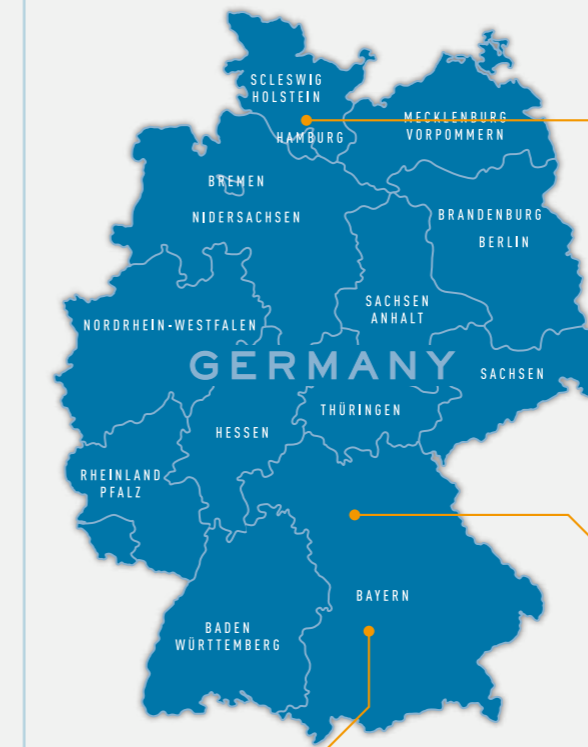 SCLESWIG
HOLSTEIN
MECKLENBURG
VORPOMMERN
HAMBURG
BREMEN
NIDERSACHSEN
BRANDENBURG
BERLIN
SACHSEN
ANHALT
NORDRHEIN-WESTFALEN
GERMANY
SACHSEN
THÜRINGEN
HESSEN
RHEINLAND
PFALZ
BAYERN
BADEN
WÜRTTEMBERG